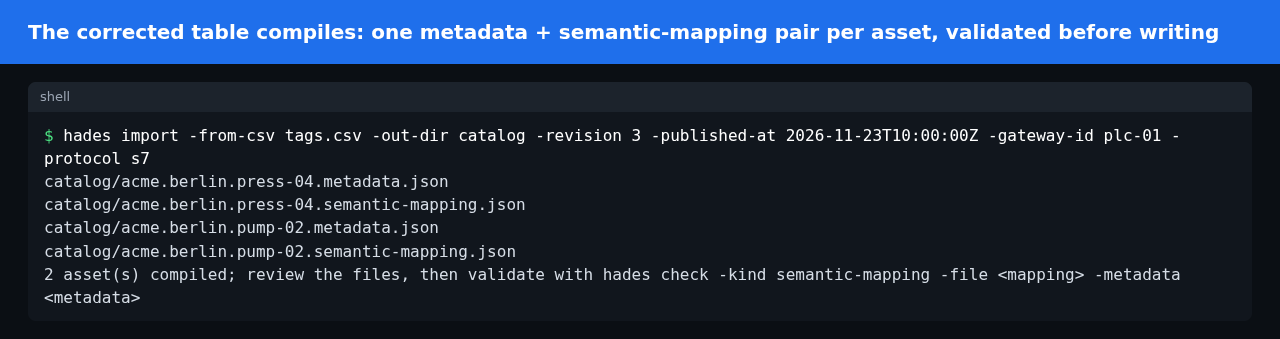 The corrected table compiles: one metadata + semantic-mapping pair per asset, validated before writing
shell
$ hades import -from-csv tags.csv -out-dir catalog -revision 3 -published-at 2026-11-23T10:00:00Z -gateway-id plc-01 -
protocol s7
catalog/acme.berlin.press-04.metadata.json
catalog/acme.berlin.press-04.semantic-mapping.json
catalog/acme.berlin.pump-02.metadata.json
catalog/acme.berlin.pump-02.semantic-mapping.json
2 asset(s) compiled; review the files, then validate with hades check -kind semantic-mapping -file <mapping> -metadata
<metadata>